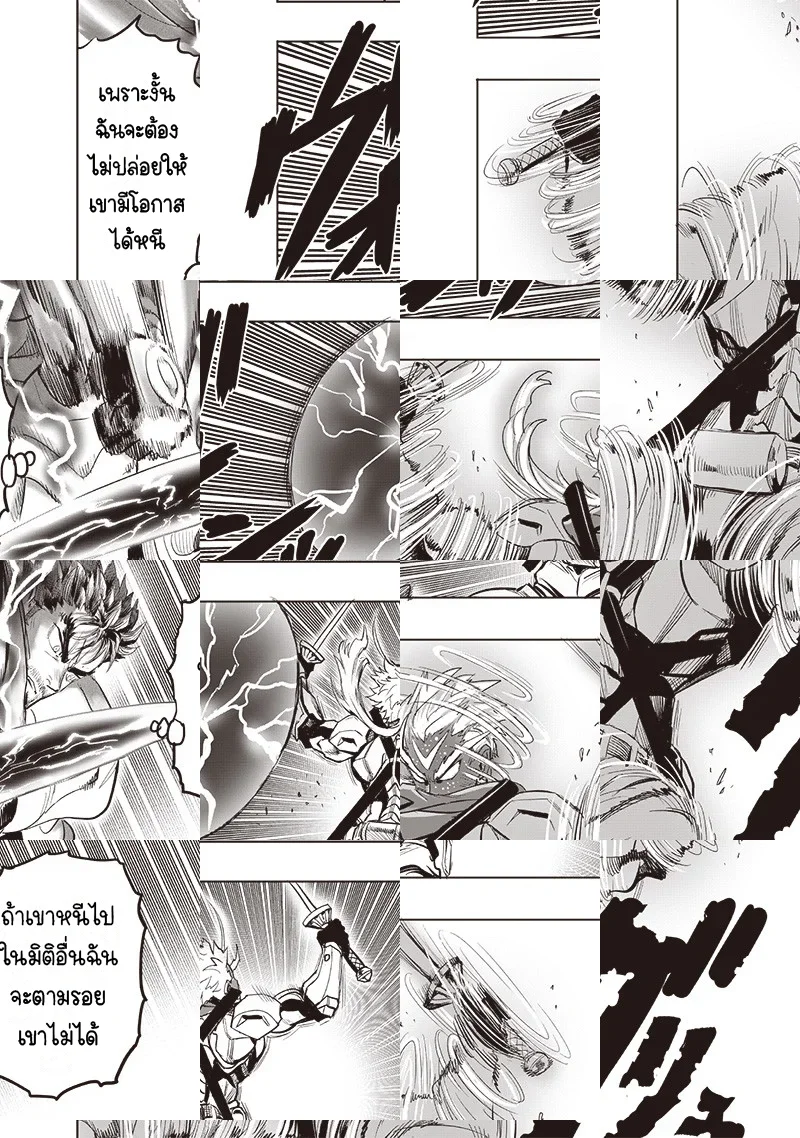 เพราะงั้น
ฉันจะต้อง
ไม่ปล่อยให้
เขามีโอกาส
ได้หนี
ถ้าเขาหนีไป
ในมิติอื่นฉัน
จะตามรอย
เขาไม่ได้